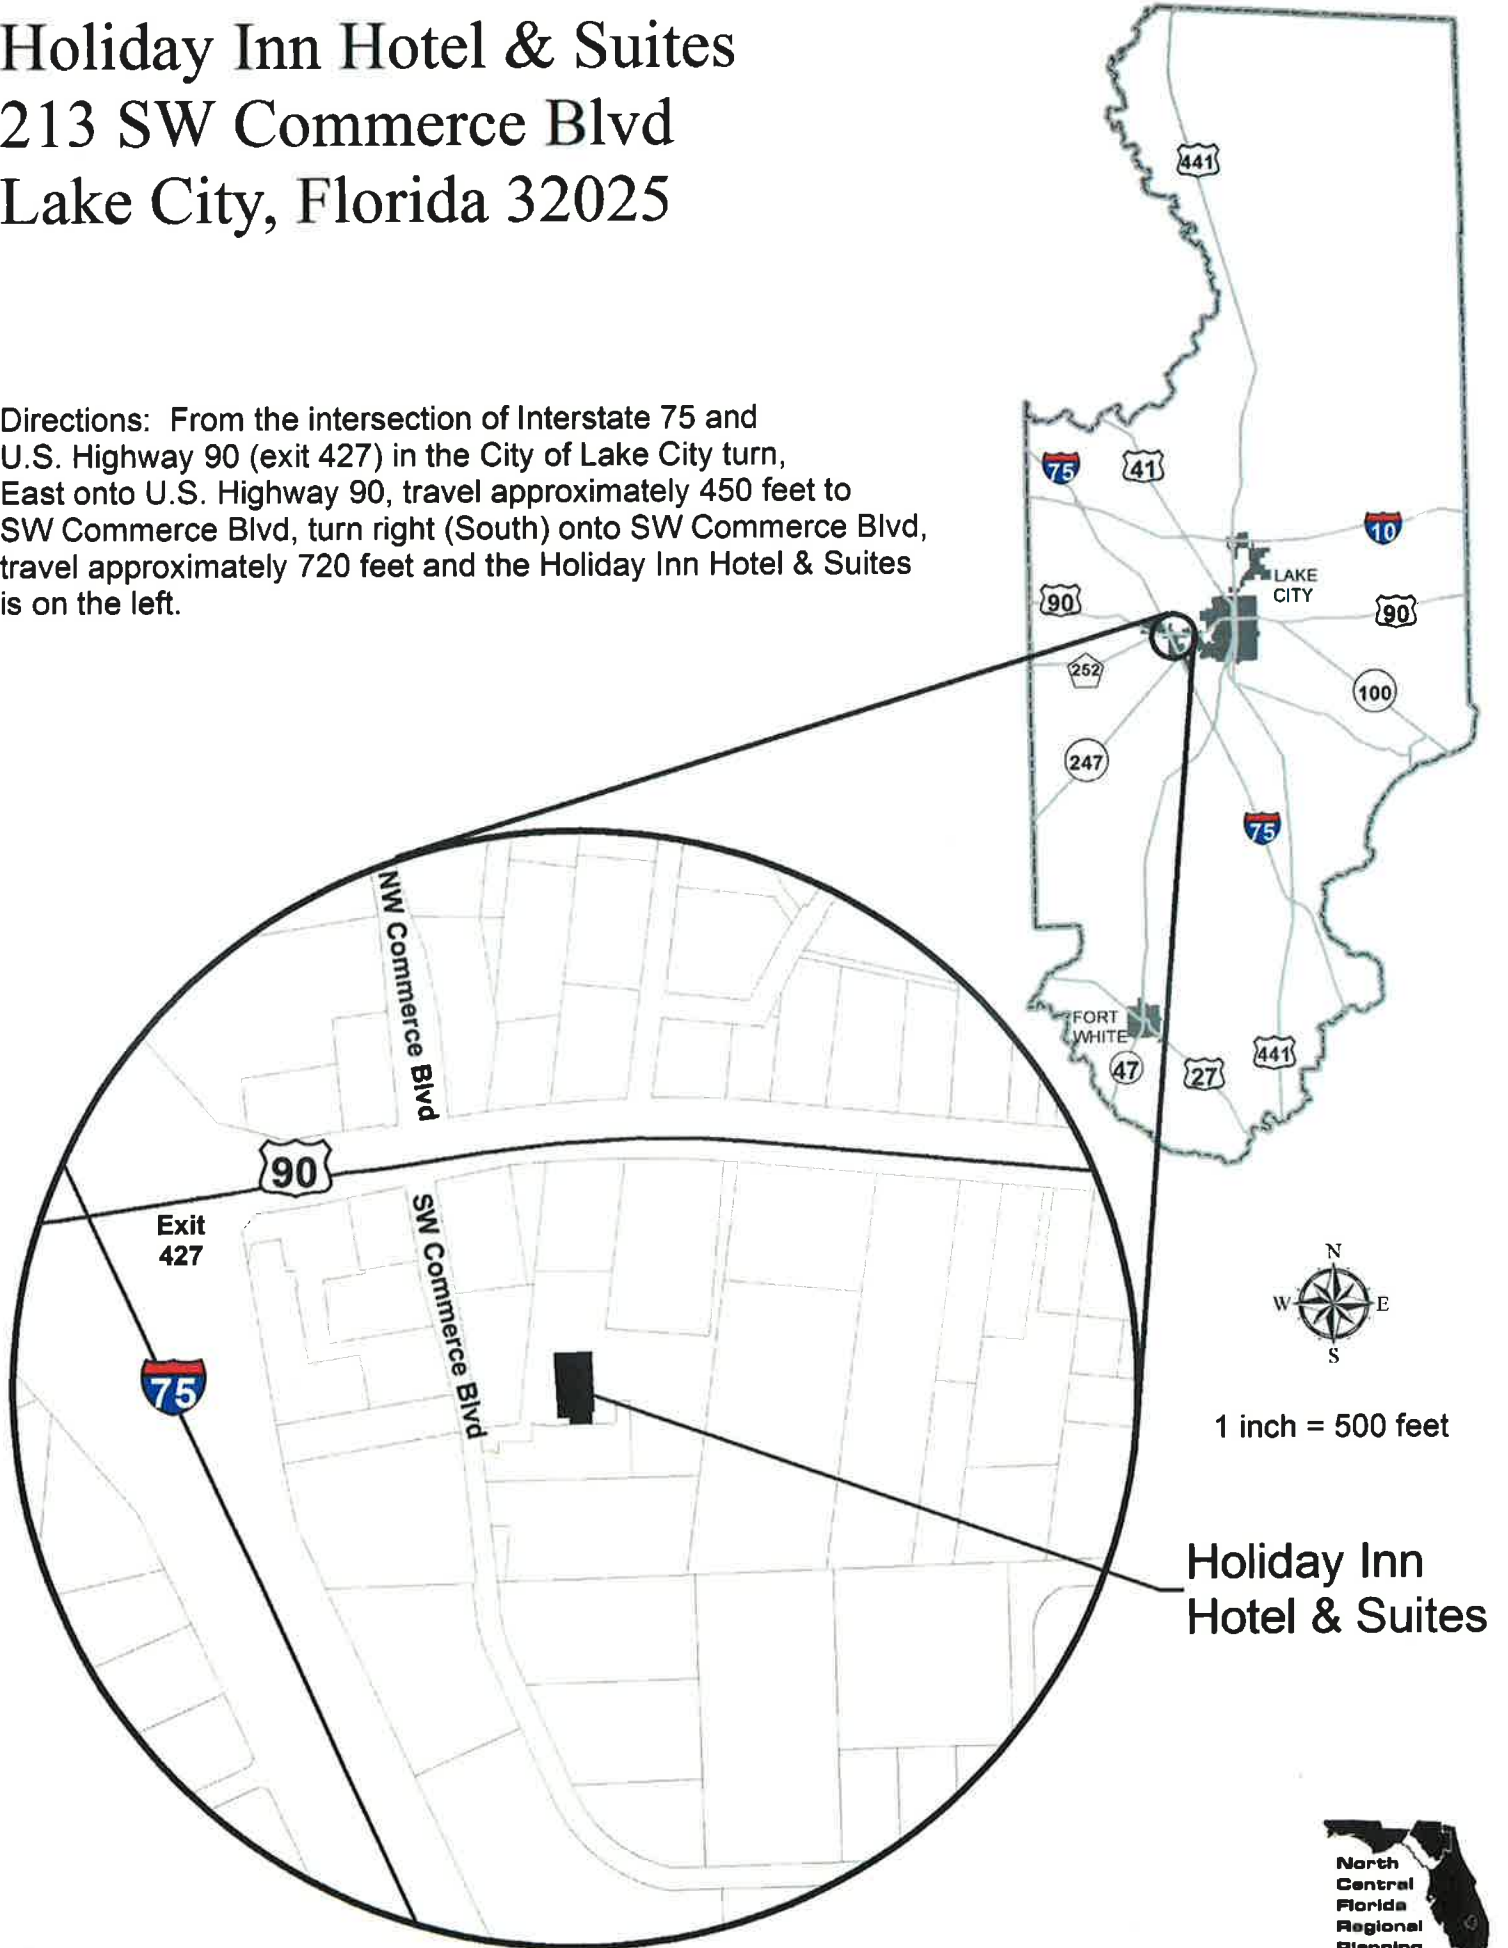 Holiday Inn Hotel & Suites
213 SW Commerce Blvd
Lake City, Florida 32025
Directions: From the intersection of Interstate 75 and
U.S. Highway 90 (exit 427) in the City of Lake City turn,
East onto U.S. Highway 90, travel approximately 450 feet to
SW Commerce Blvd, turn right (South) onto SW Commerce Blvd,
travel approximately 720 feet and the Holiday Inn Hotel & Suites
is on the left.
441
75
41
10
LAKE
CITY
90
90
252
100
247
75
FORT
WHITE
47
27
441
NW Commerce Blvd
90
Exit
427
SW Commerce Blvd
75
N
W
E
S
1 inch = 500 feet
Holiday Inn
Hotel & Suites
North
Central
Florida
Regional
Planning